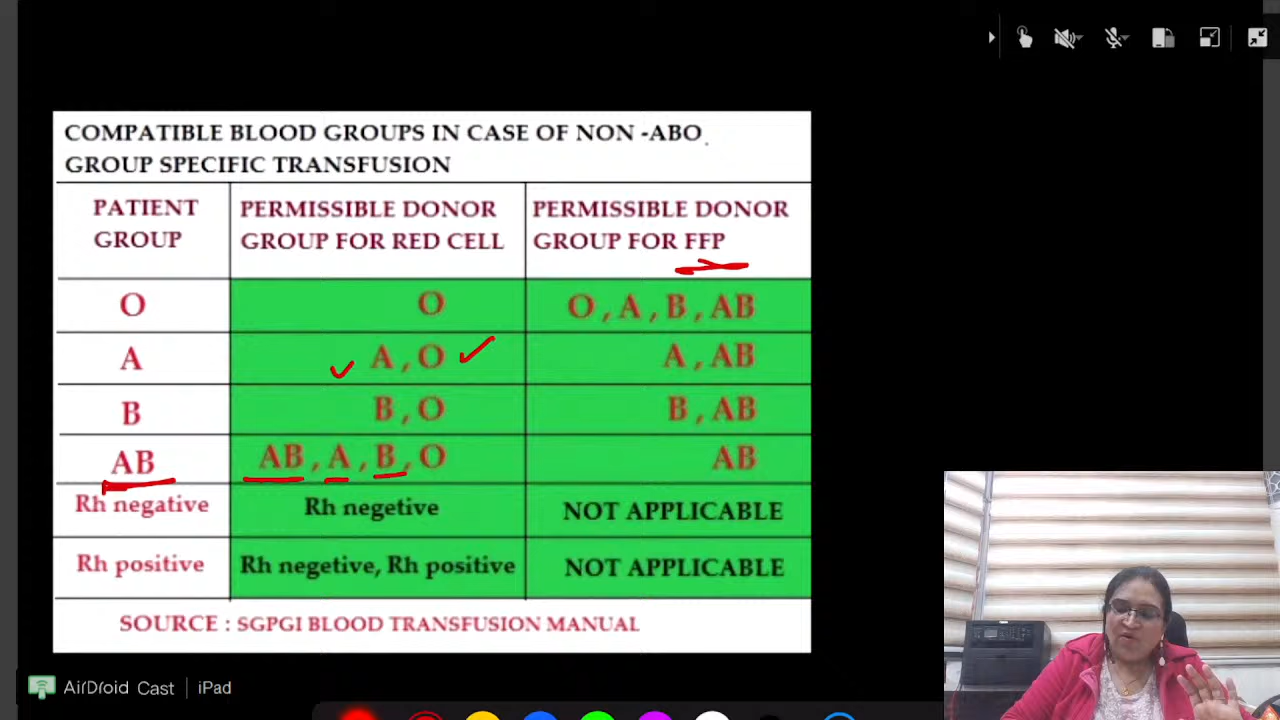 COMPATIBLE BLOOD GROUPS IN CASE OF NON -ABO
GROUP SPECIFIC TRANSFUSION
PATIENT GROUP
PERMISSIBLE DONOR GROUP FOR RED CELL
PERMISSIBLE DONOR GROUP FOR FFP
O O O , A , B , AB
A A , O A , AB
B B , O B , AB
AB AB , A , B , O AB
Rh negative Rh negetive NOT APPLICABLE
Rh positive Rh negetive, Rh positive NOT APPLICABLE
SOURCE : SGPGI BLOOD TRANSFUSION MANUAL
AirDroid Cast | iPad